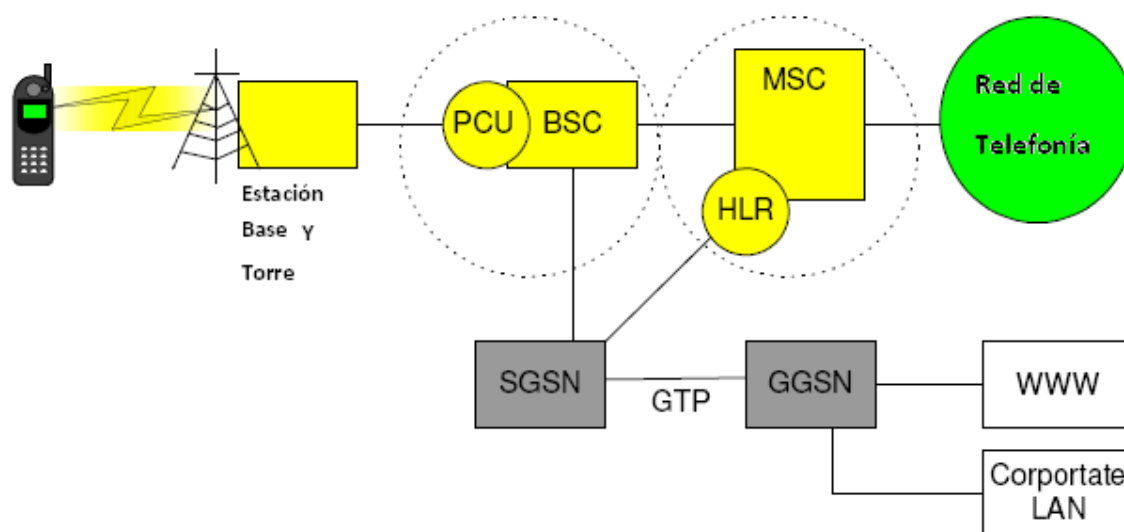 PCU
BSC
MSC
HLR
Red de
Telefonía
Estación
Base y
Torre
SGSN
GTP
GGSN
WWW
Corportate
LAN